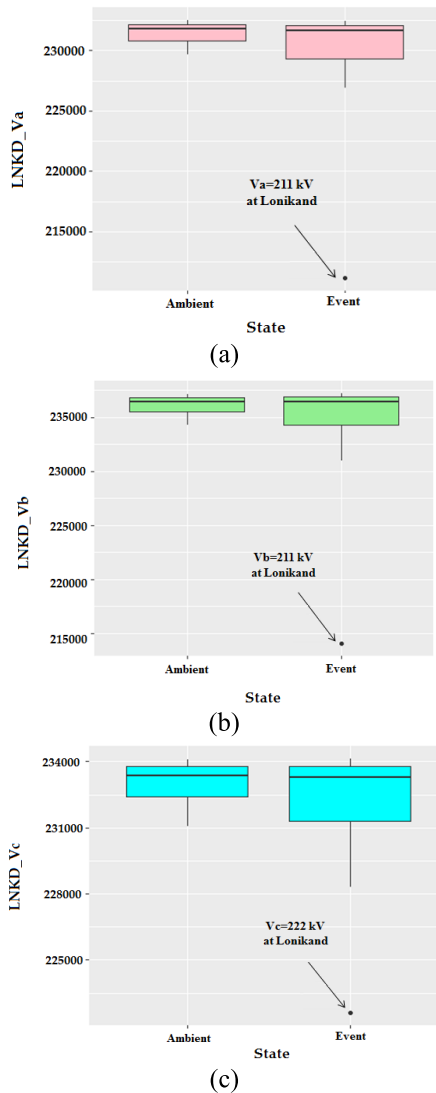 LNKD_Va
230000
225000
220000
215000
Va=211 kV
at Lonikand
Ambient
Event
State
(a)
LNKD_Vb
235000
230000
225000
220000
215000
Vb=211 kV
at Lonikand
Ambient
Event
State
(b)
LNKD_Vc
234000
231000
228000
225000
Vc=222 kV
at Lonikand
Ambient
Event
State
(c)